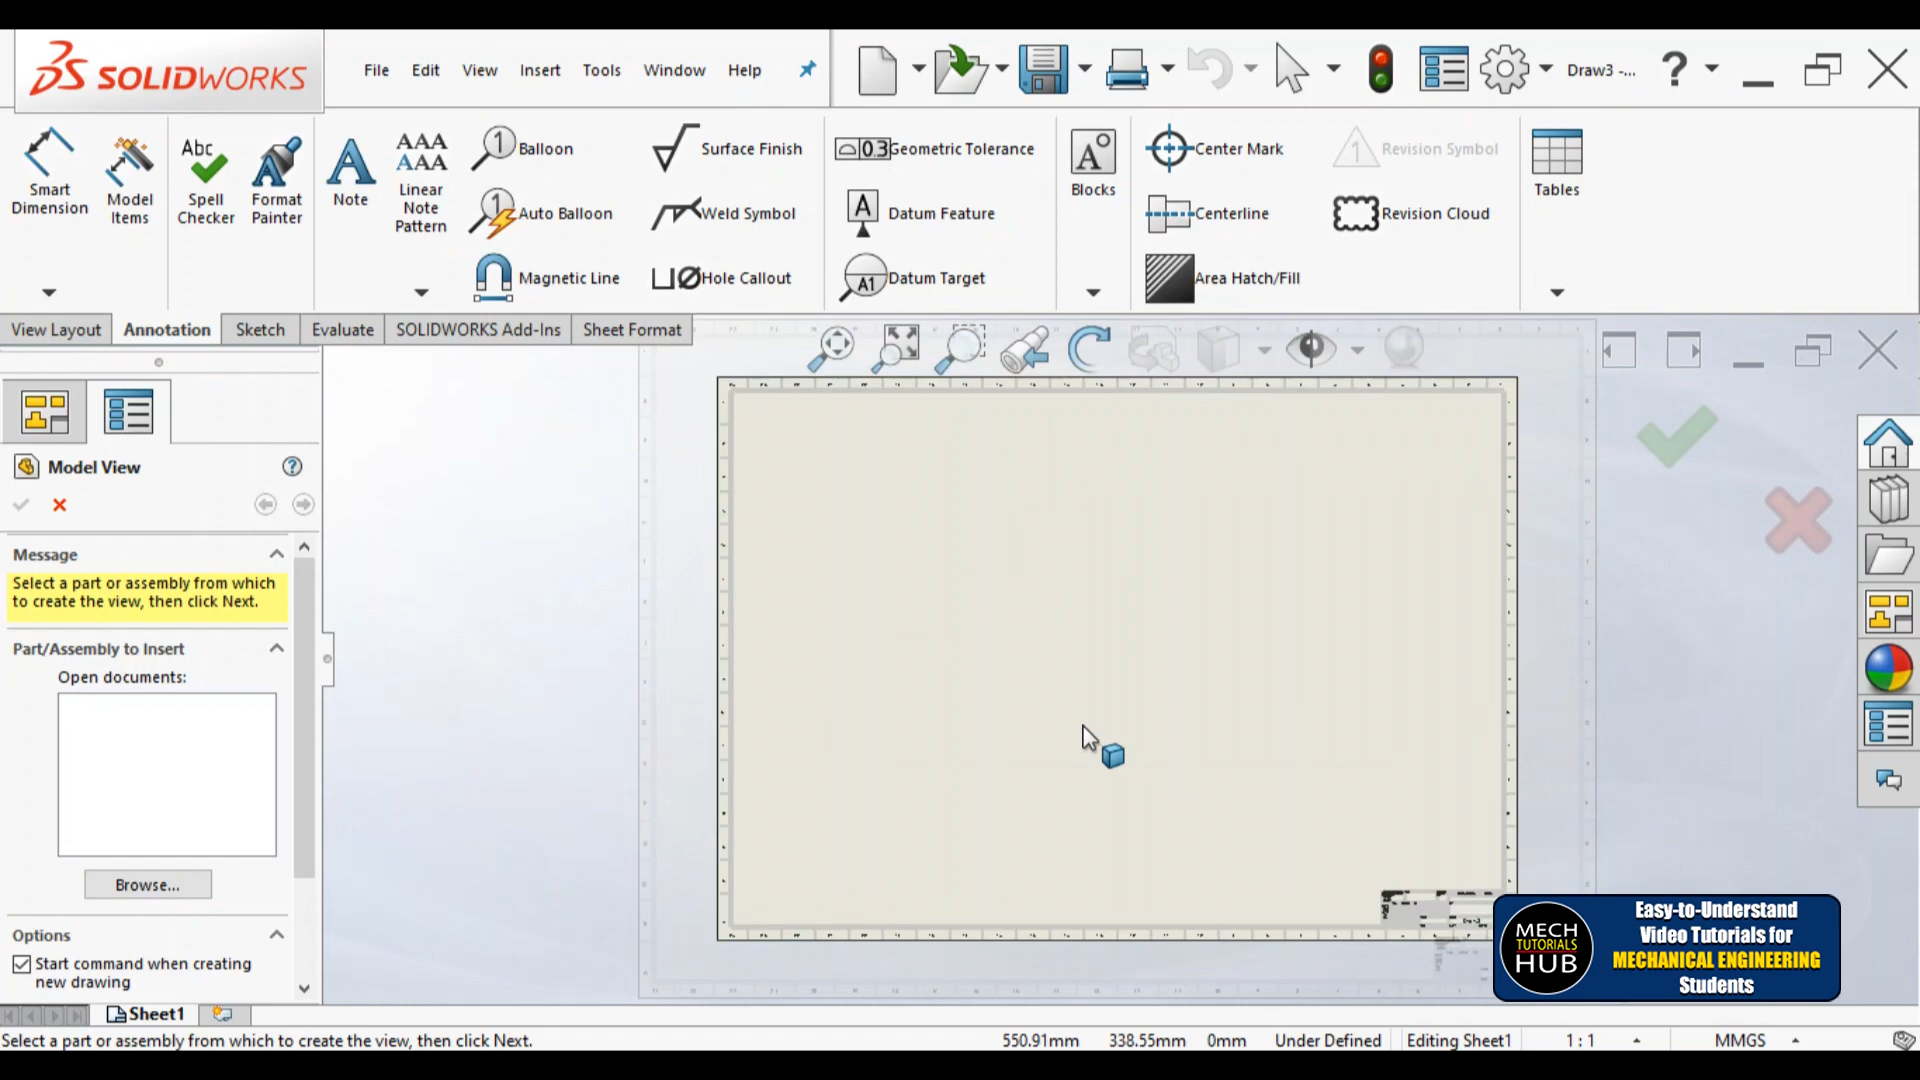 SOLIDWORKS
File Edit View Insert Tools Window Help
Draw3 -...
Smart
Dimension
Model
Items
Abc
Spell
Checker
Format
Painter
Note
Linear
Note
Pattern
Balloon
Auto Balloon
Magnetic Line
Surface Finish
Weld Symbol
Hole Callout
Geometric Tolerance
Datum Feature
Datum Target
Blocks
Center Mark
Centerline
Area Hatch/Fill
Revision Symbol
Revision Cloud
Tables
View Layout Annotation Sketch Evaluate SOLIDWORKS Add-Ins Sheet Format
Model View
Message
Select a part or assembly from which
to create the view, then click Next.
Part/Assembly to Insert
Open documents:
Browse...
Options
Start command when creating
new drawing
Sheet1
Select a part or assembly from which to create the view, then click Next.
550.91mm 338.55mm 0mm Under Defined Editing Sheet1 1 : 1 MMGS
MECH
TUTORIALS
HUB
Easy-to-Understand
Video Tutorials for
MECHANICAL ENGINEERING
Students